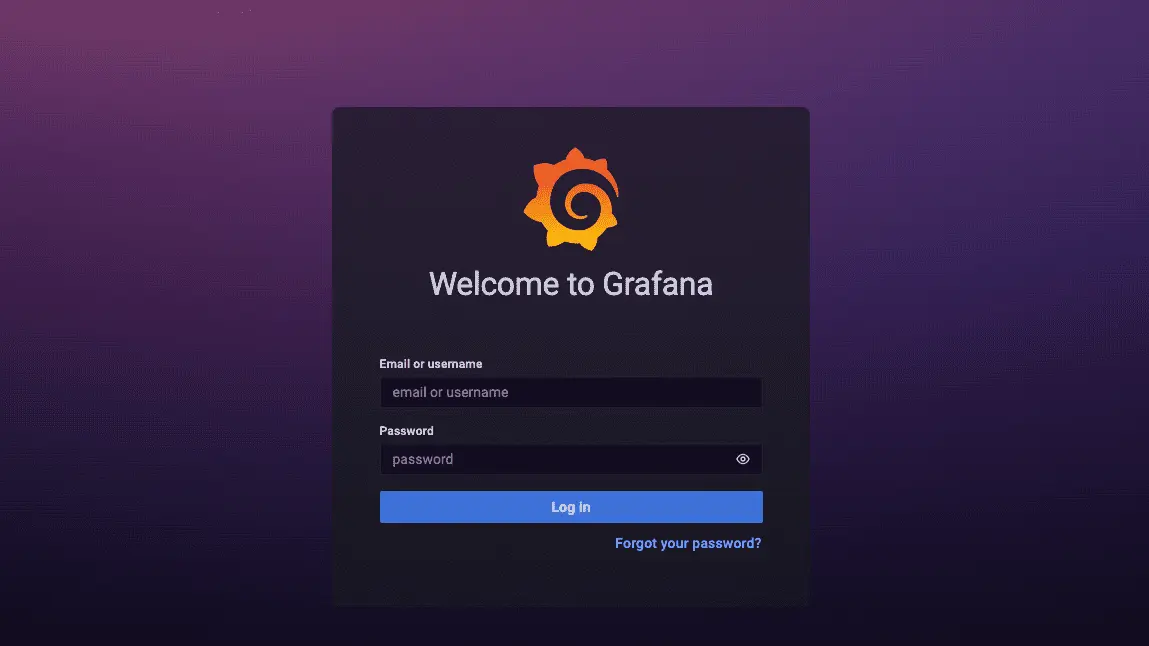 Welcome to Grafana
Email or username
email or username
Password
password
Log in
Forgot your password?